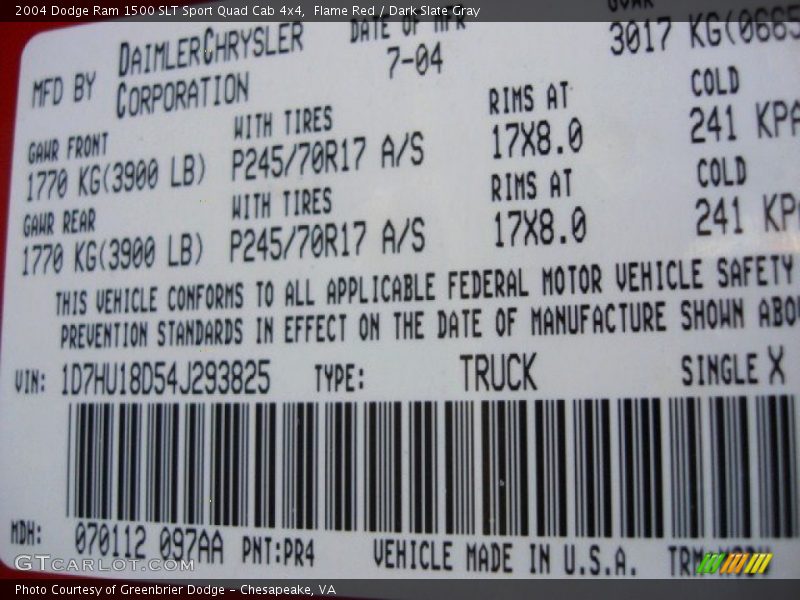 2004 Dodge Ram 1500 SLT Sport Quad Cab 4x4, Flame Red / Dark Slate Gray
MFD BY DAIMLERCHRYSLER CORPORATION
DATE OF MFR
7-04
GVWR
3017 KG(0665
GAWR FRONT WITH TIRES RIMS AT COLD
1770 KG(3900 LB) P245/70R17 A/S 17X8.0 241 KPA
GAWR REAR WITH TIRES RIMS AT COLD
1770 KG(3900 LB) P245/70R17 A/S 17X8.0 241 KP
THIS VEHICLE CONFORMS TO ALL APPLICABLE FEDERAL MOTOR VEHICLE SAFETY
PREVENTION STANDARDS IN EFFECT ON THE DATE OF MANUFACTURE SHOWN ABO
VIN: 1D7HU18D54J293825 TYPE: TRUCK SINGLE X
MDH: 070112 097AA PNT:PR4 VEHICLE MADE IN U.S.A.
GTCARLOT.COM
Photo Courtesy of Greenbrier Dodge - Chesapeake, VA